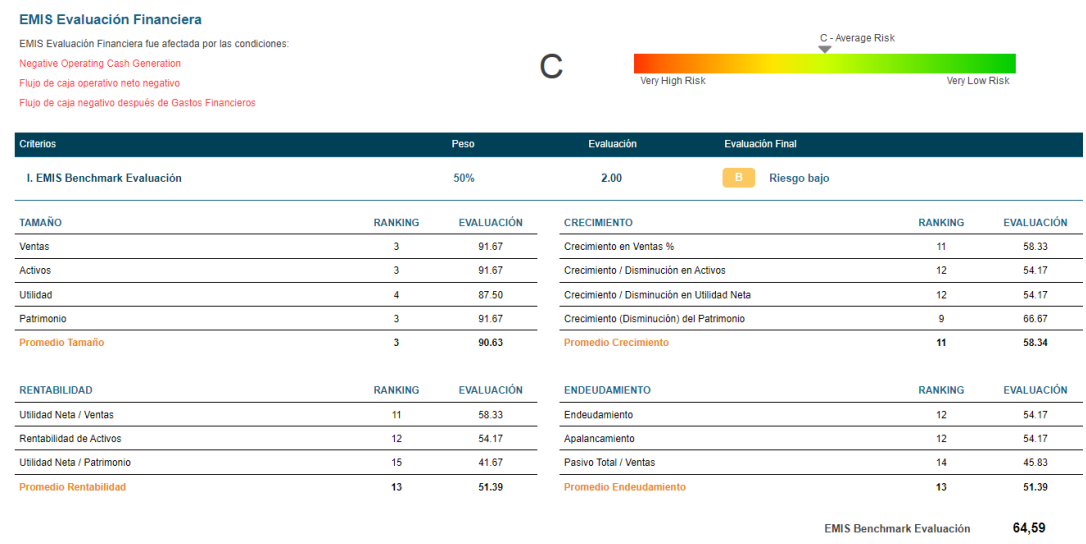 EMIS Evaluación Financiera
EMIS Evaluación Financiera fue afectada por las condiciones:
Negative Operating Cash Generation
Flujo de caja operativo neto negativo
Flujo de caja negativo después de Gastos Financieros
C
C - Average Risk
Very High Risk Very Low Risk
Criterios Peso Evaluación Evaluación Final
I. EMIS Benchmark Evaluación 50% 2.00 B Riesgo bajo
TAMAÑO RANKING EVALUACIÓN
Ventas 3 91.67
Activos 3 91.67
Utilidad 4 87.50
Patrimonio 3 91.67
Promedio Tamaño 3 90.63
CRECIMIENTO RANKING EVALUACIÓN
Crecimiento en Ventas % 11 58.33
Crecimiento / Disminución en Activos 12 54.17
Crecimiento / Disminución en Utilidad Neta 12 54.17
Crecimiento (Disminución) del Patrimonio 9 66.67
Promedio Crecimiento 11 58.34
RENTABILIDAD RANKING EVALUACIÓN
Utilidad Neta / Ventas 11 58.33
Rentabilidad de Activos 12 54.17
Utilidad Neta / Patrimonio 15 41.67
Promedio Rentabilidad 13 51.39
ENDEUDAMIENTO RANKING EVALUACIÓN
Endeudamiento 12 54.17
Apalancamiento 12 54.17
Pasivo Total / Ventas 14 45.83
Promedio Endeudamiento 13 51.39
EMIS Benchmark Evaluación 64,59